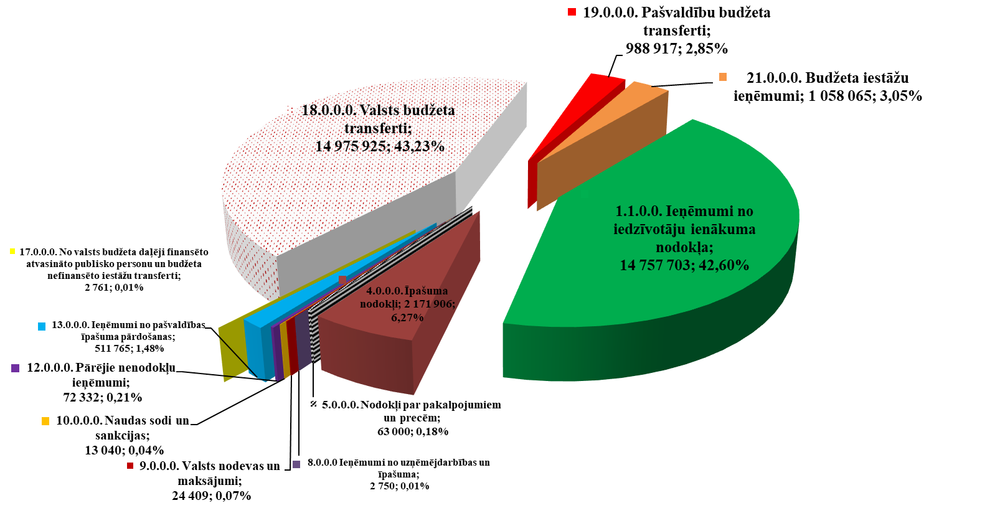 19.0.0.0. Pašvaldību budžeta
transferti;
988 917; 2,85%
21.0.0.0. Budžeta iestāžu
ieņēmumi; 1 058 065; 3,05%
18.0.0.0. Valsts budžeta
transferti;
14 975 925; 43,23%
1.1.0.0. Ieņēmumi no
iedzīvotāju ienākuma
nodokļa;
14 757 703; 42,60%
17.0.0.0. No valsts budžeta daļēji finansēto
atvasināto publisko personu un budžeta
nefinansēto iestāžu transferti;
2 761; 0,01%
4.0.0.0. Īpašuma
nodokļi; 2 171 906;
6,27%
13.0.0.0. Ieņēmumi no pašvaldības
īpašuma pārdošanas;
511 765; 1,48%
12.0.0.0. Pārējie nenodokļu
ieņēmumi;
72 332; 0,21%
5.0.0.0. Nodokļi par pakalpojumiem
un precēm;
63 000; 0,18%
10.0.0.0. Naudas sodi un
sankcijas;
13 040; 0,04%
9.0.0.0. Valsts nodevas un
maksājumi;
24 409; 0,07%
8.0.0.0 Ieņēmumi no uzņēmējdarbības un
īpašuma;
2 750; 0,01%